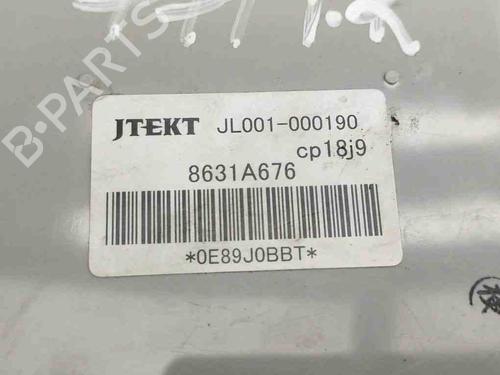 B-PARTS
JTEKT JL001-000190
cp18j9
8631A676
*0E89J0BBT*